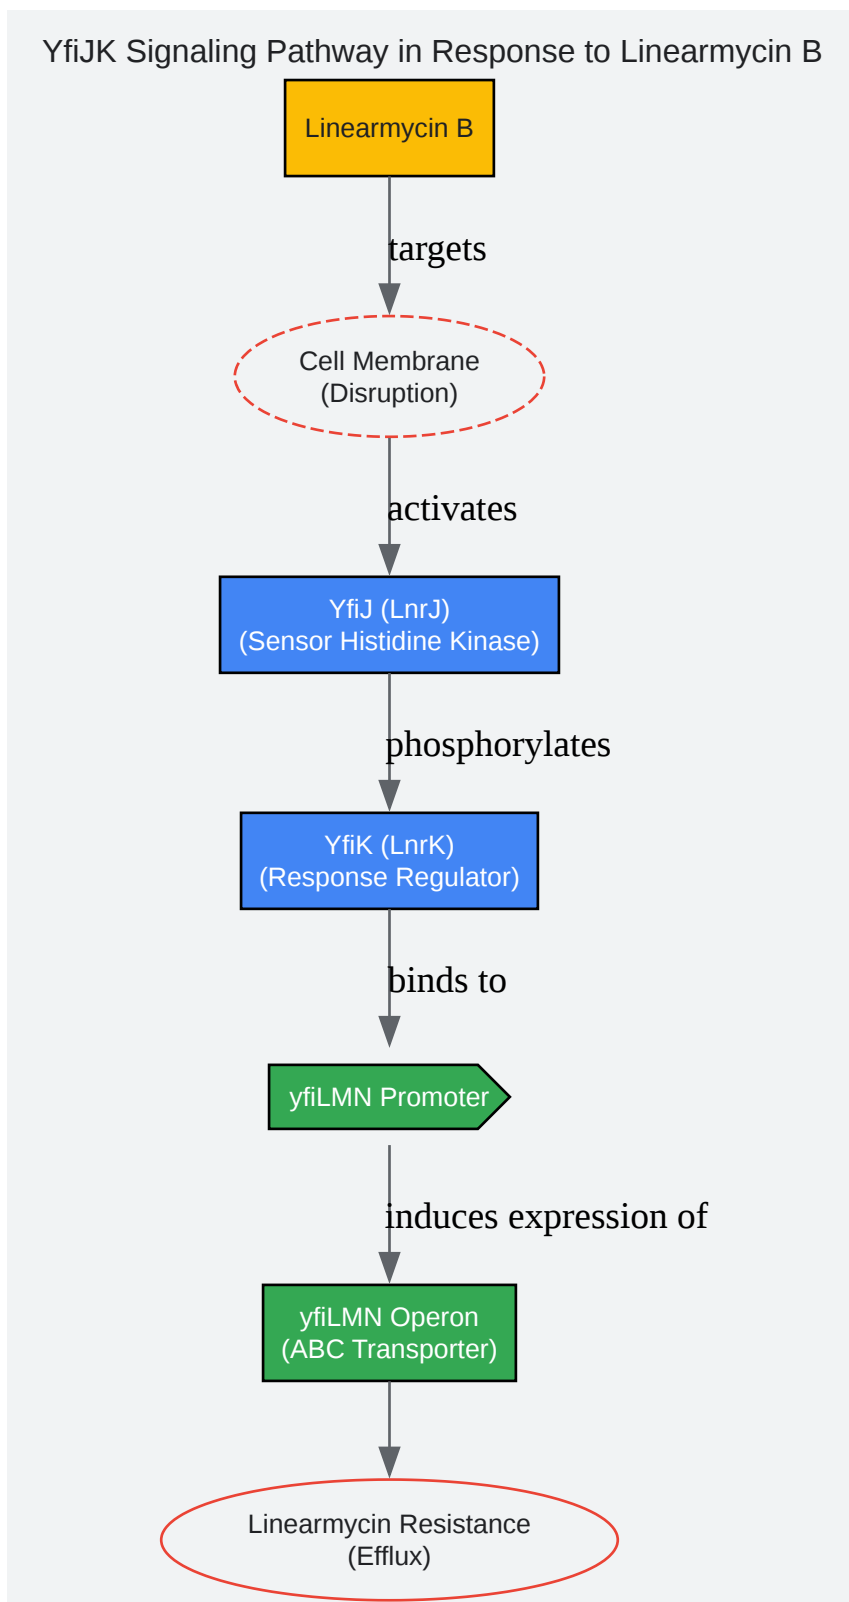 YfiJK Signaling Pathway in Response to Linearmycin B
Linearmycin B
targets
Cell Membrane
(Disruption)
activates
YfiJ (LnrJ)
(Sensor Histidine Kinase)
phosphorylates
YfiK (LnrK)
(Response Regulator)
binds to
yfiLMN Promoter
induces expression of
yfiLMN Operon
(ABC Transporter)
Linearmycin Resistance
(Efflux)